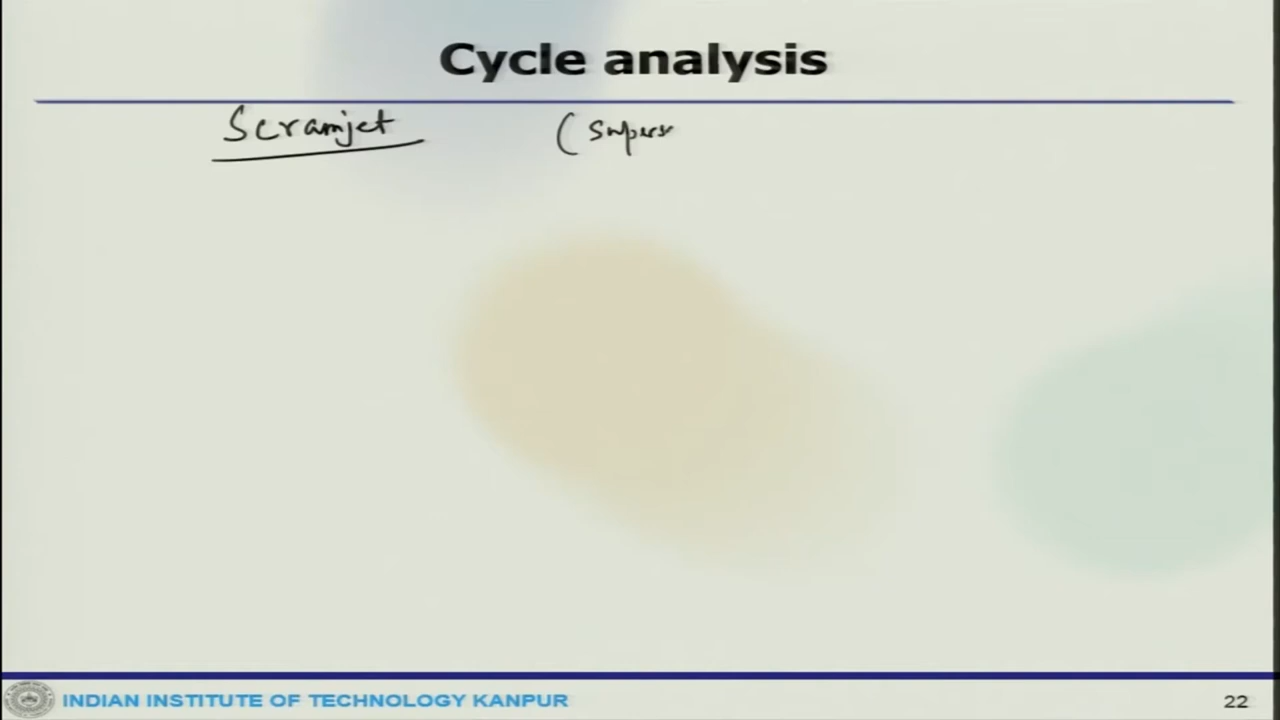 Cycle analysis
Scramjet (Supers
INDIAN INSTITUTE OF TECHNOLOGY KANPUR 22